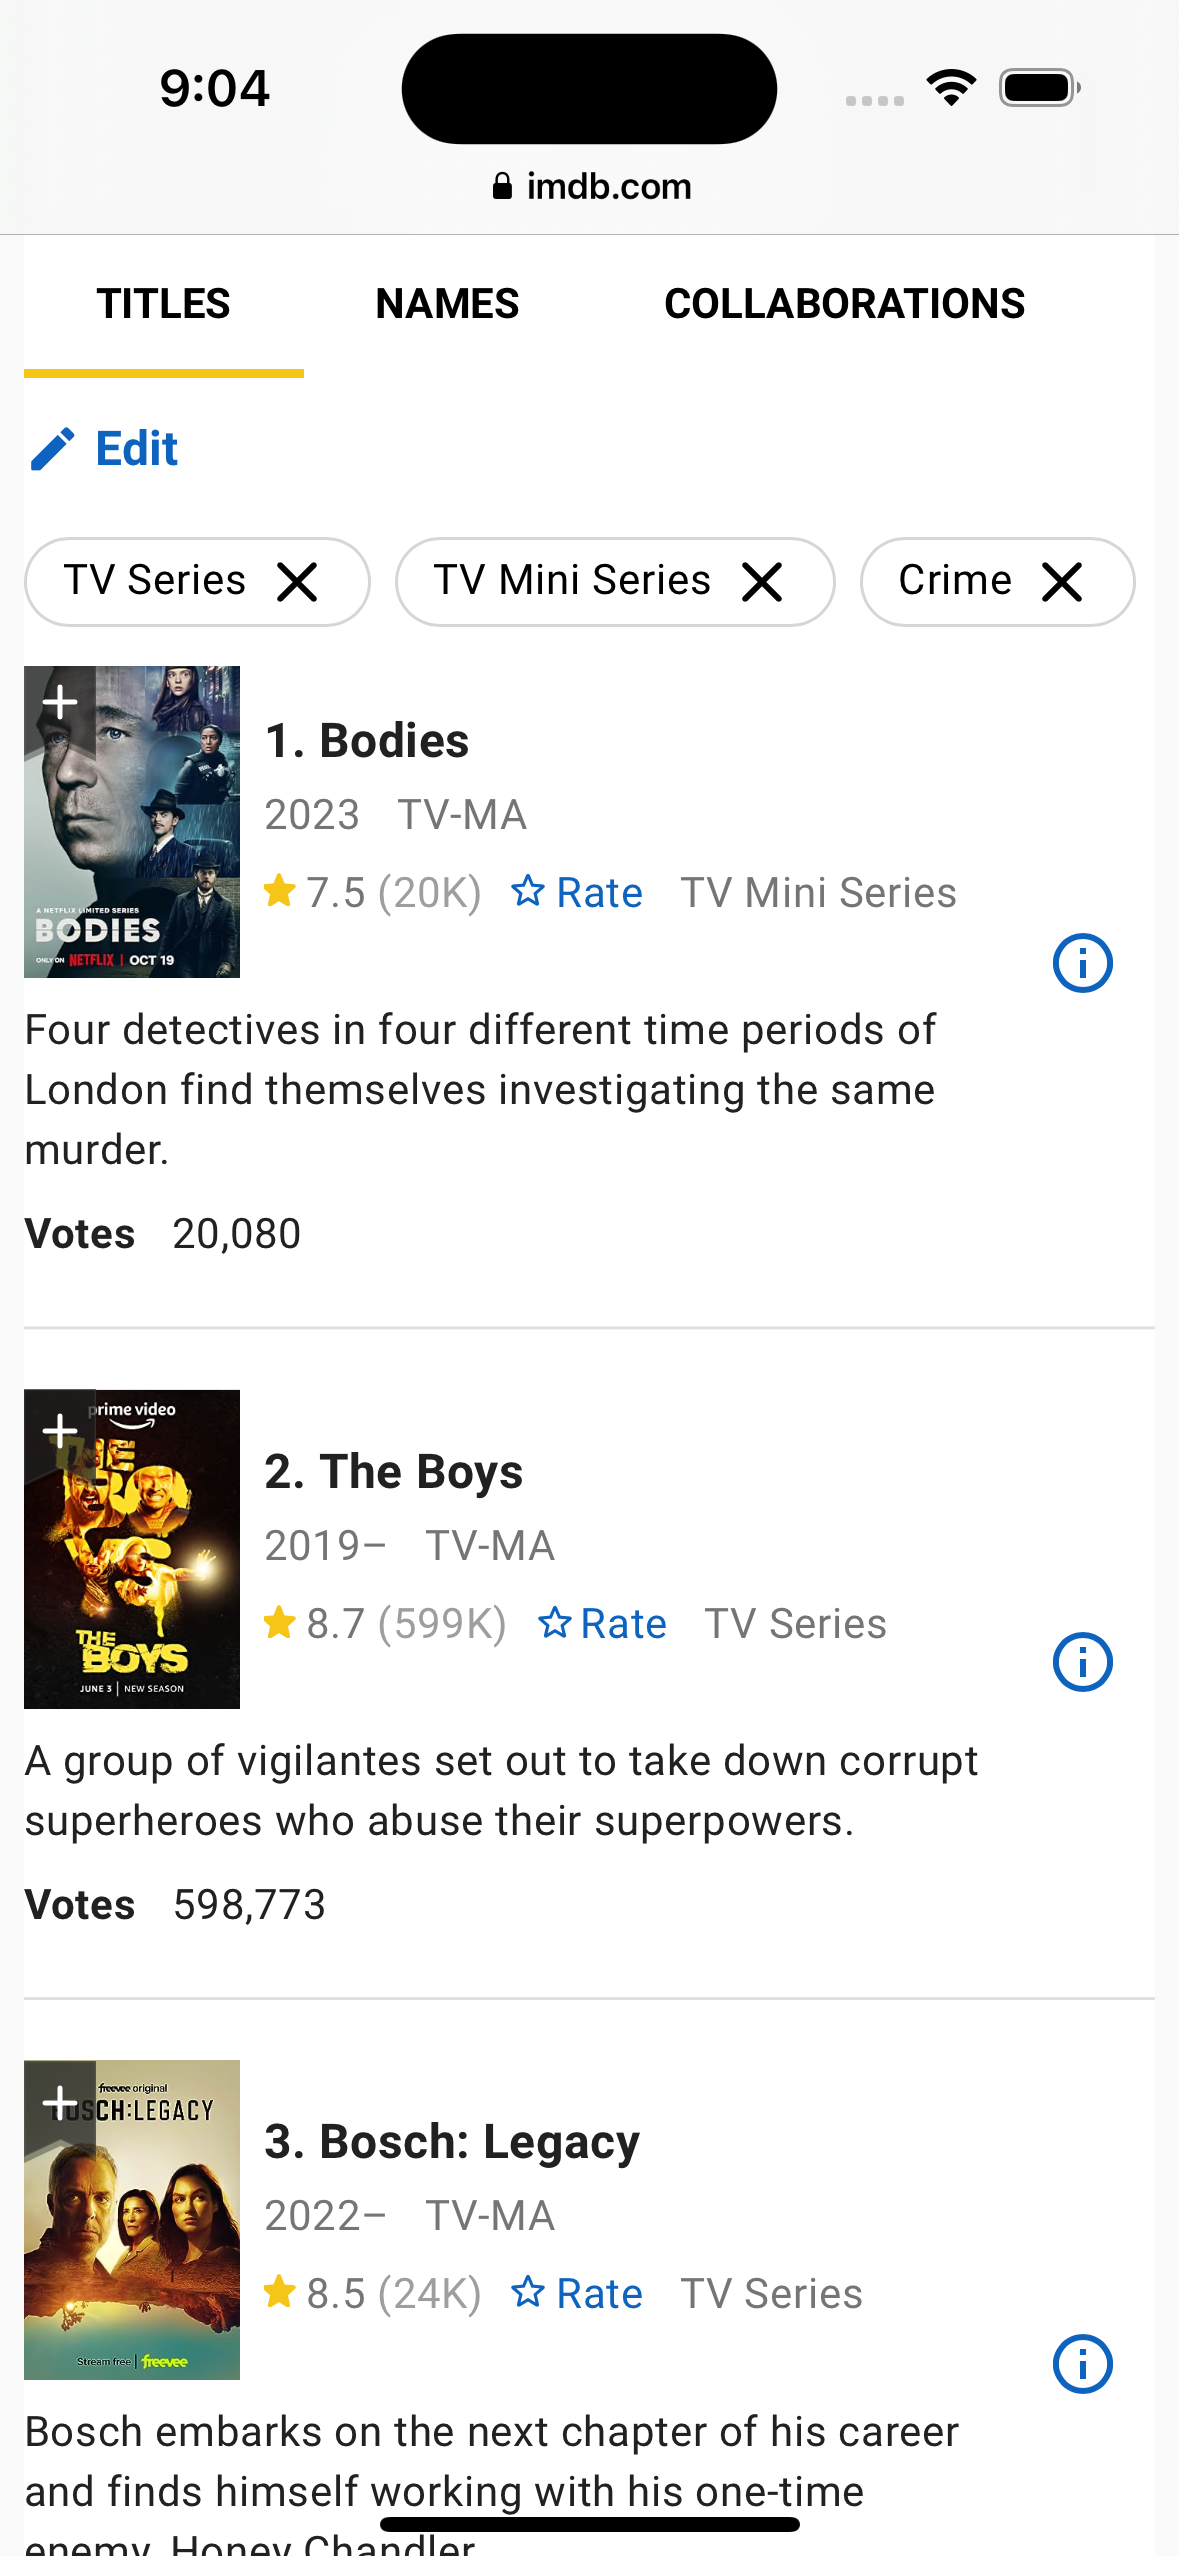 9:04
imdb.com
TITLES NAMES COLLABORATIONS
Edit
TV Series TV Mini Series Crime
A NETFLIX LIMITED SERIES
BODIES
ONLY ON NETFLIX | OCT 19
1. Bodies
2023 TV-MA
7.5 (20K) Rate TV Mini Series
Four detectives in four different time periods of
London find themselves investigating the same
murder.
Votes 20,080
prime video
THE
BO
YS
THE
BOYS
JUNE 3 | NEW SEASON
2. The Boys
2019– TV-MA
8.7 (599K) Rate TV Series
A group of vigilantes set out to take down corrupt
superheroes who abuse their superpowers.
Votes 598,773
freevee original
BOSCH:LEGACY
Stream free | freevee
3. Bosch: Legacy
2022– TV-MA
8.5 (24K) Rate TV Series
Bosch embarks on the next chapter of his career
and finds himself working with his one-time
enemy, Honey Chandler.